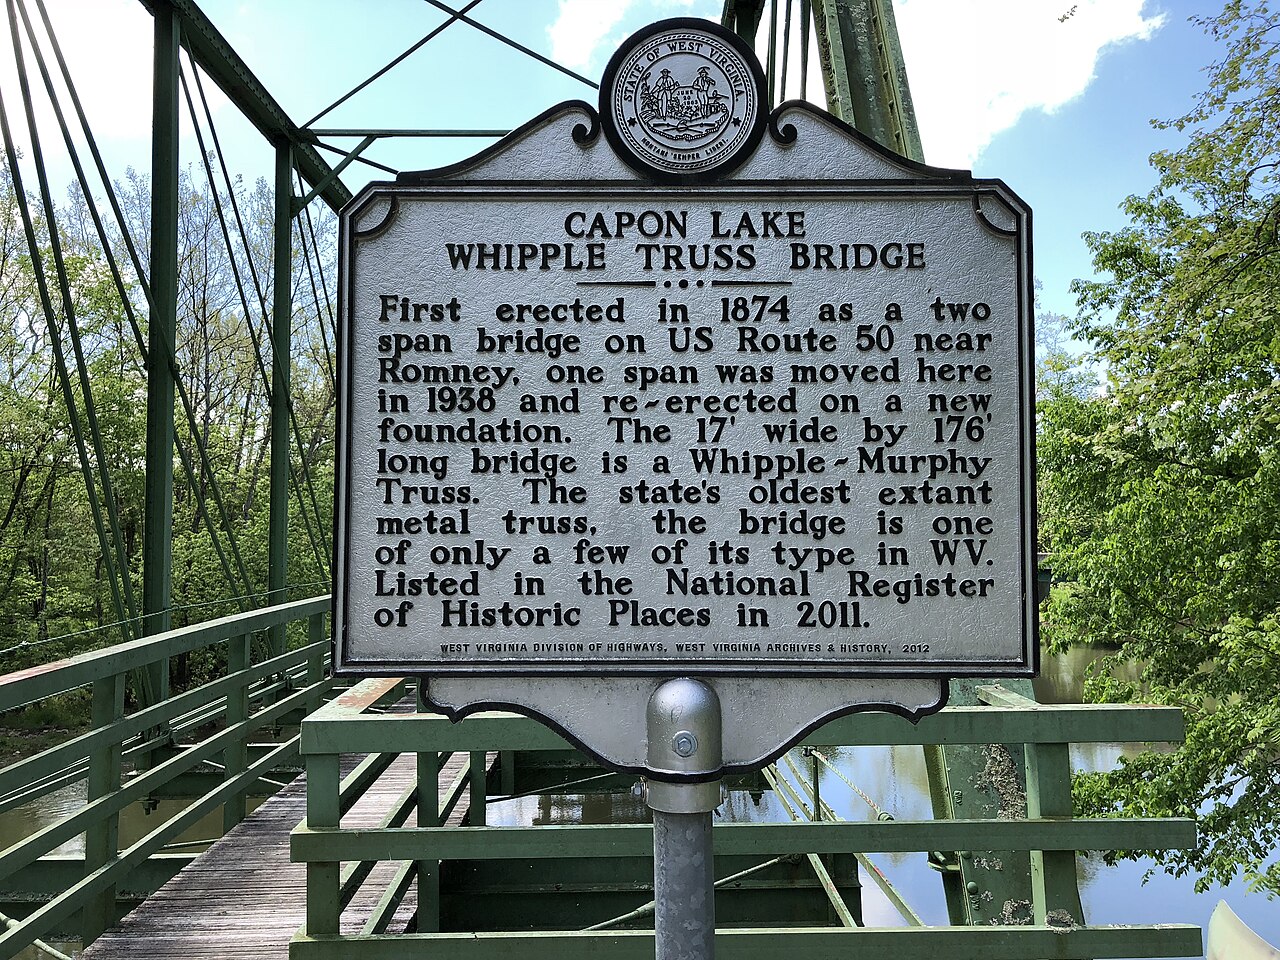 STATE OF WEST VIRGINIA
MONTANI SEMPER LIBERI
CAPON LAKE
WHIPPLE TRUSS BRIDGE
First erected in 1874 as a two
span bridge on US Route 50 near
Romney, one span was moved here
in 1938 and re-erected on a new
foundation. The 17' wide by 176'
long bridge is a Whipple-Murphy
Truss. The state's oldest extant
metal truss, the bridge is one
of only a few of its type in WV.
Listed in the National Register
of Historic Places in 2011.
WEST VIRGINIA DIVISION OF HIGHWAYS, WEST VIRGINIA ARCHIVES & HISTORY, 2012